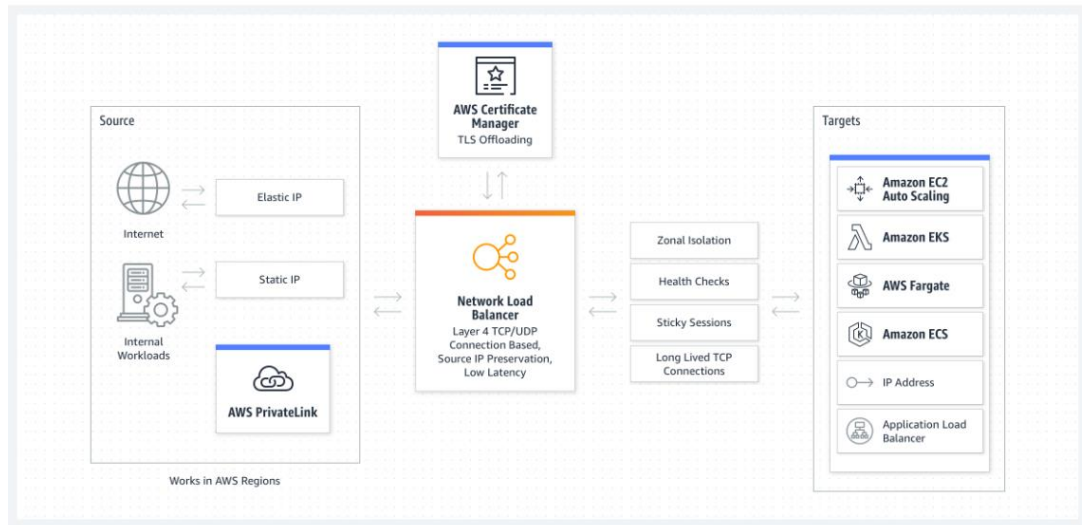 Source
Internet
Elastic IP
Internal
Workloads
Static IP
AWS PrivateLink
Works in AWS Regions
AWS Certificate
Manager
TLS Offloading
Network Load
Balancer
Layer 4 TCP/UDP
Connection Based,
Source IP Preservation,
Low Latency
Zonal Isolation
Health Checks
Sticky Sessions
Long Lived TCP
Connections
Targets
Amazon EC2
Auto Scaling
Amazon EKS
AWS Fargate
Amazon ECS
IP Address
Application Load
Balancer